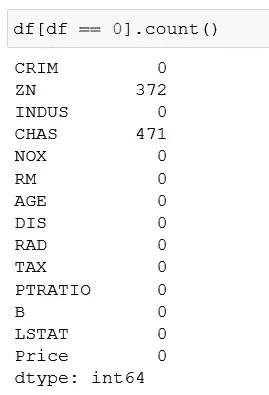 df[df == 0].count()
CRIM 0
ZN 372
INDUS 0
CHAS 471
NOX 0
RM 0
AGE 0
DIS 0
RAD 0
TAX 0
PTRATIO 0
B 0
LSTAT 0
Price 0
dtype: int64